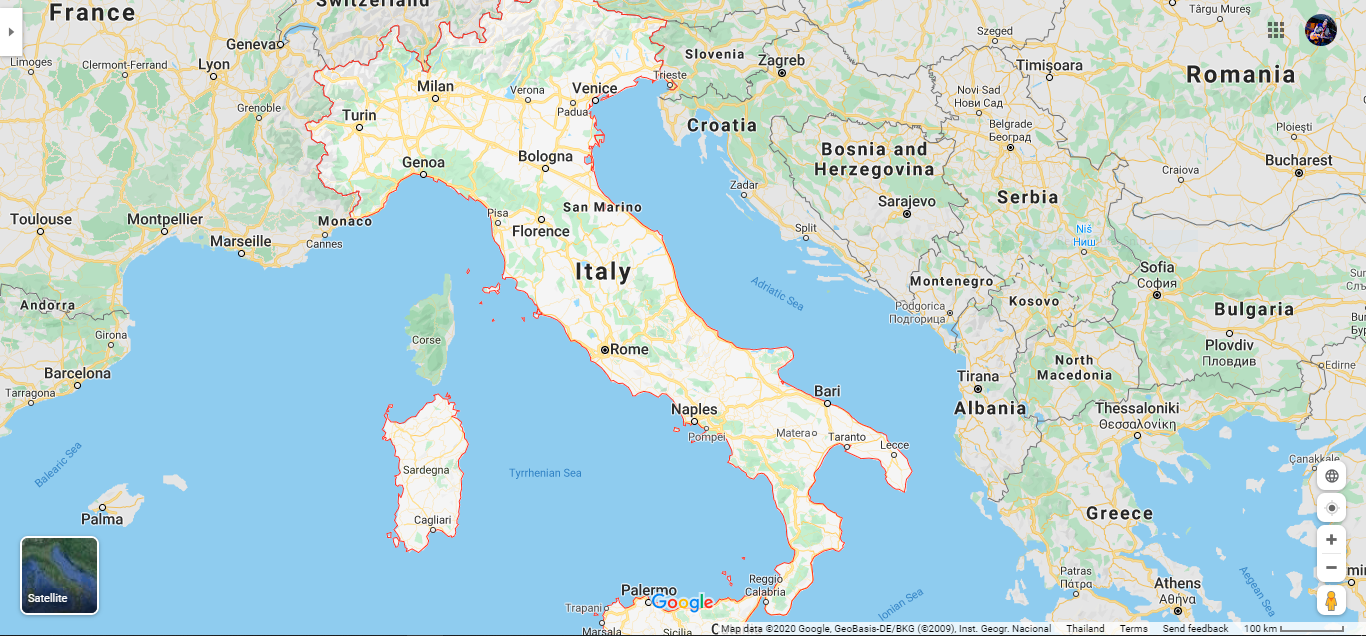 Switzerland
France
Târgu Mureș
Geneva
Limoges
Clermont-Ferrand
Lyon
Slovenia
Zagreb
Szeged
Timișoara
Romania
Trieste
Milan
Verona
Venice
Padua
Grenoble
Turin
Novi Sad
Нови Сад
Croatia
Belgrade
Београд
Ploiești
Bosnia and
Herzegovina
Bucharest
Genoa
Bologna
Craiova
Zadar
Serbia
Sarajevo
Toulouse
Montpellier
Monaco
Pisa
San Marino
Florence
Split
Niš
Ниш
Marseille
Cannes
Italy
Sofia
София
Adriatic Sea
Montenegro
Kosovo
Andorra
Podgorica
Подгорица
Bulgaria
Girona
Corse
Rome
Plovdiv
Пловдив
North
Macedonia
Edirne
Barcelona
Tirana
Tarragona
Bari
Albania
Naples
Pompei
Matera
Taranto
Lecce
Thessaloniki
Θεσσαλονίκη
Balearic Sea
Sardegna
Tyrrhenian Sea
Çanakkale
Palma
Cagliari
Greece
Patras
Πάτρα
Athens
Αθήνα
Aegean Sea
Reggio
Calabria
Palermo
Google
Ionian Sea
Satellite
Trapani
Marsala
Sicilia
Map data ©2020 Google, GeoBasis-DE/BKG (©2009), Inst. Geogr. Nacional
Thailand
Terms
Send feedback
100 km